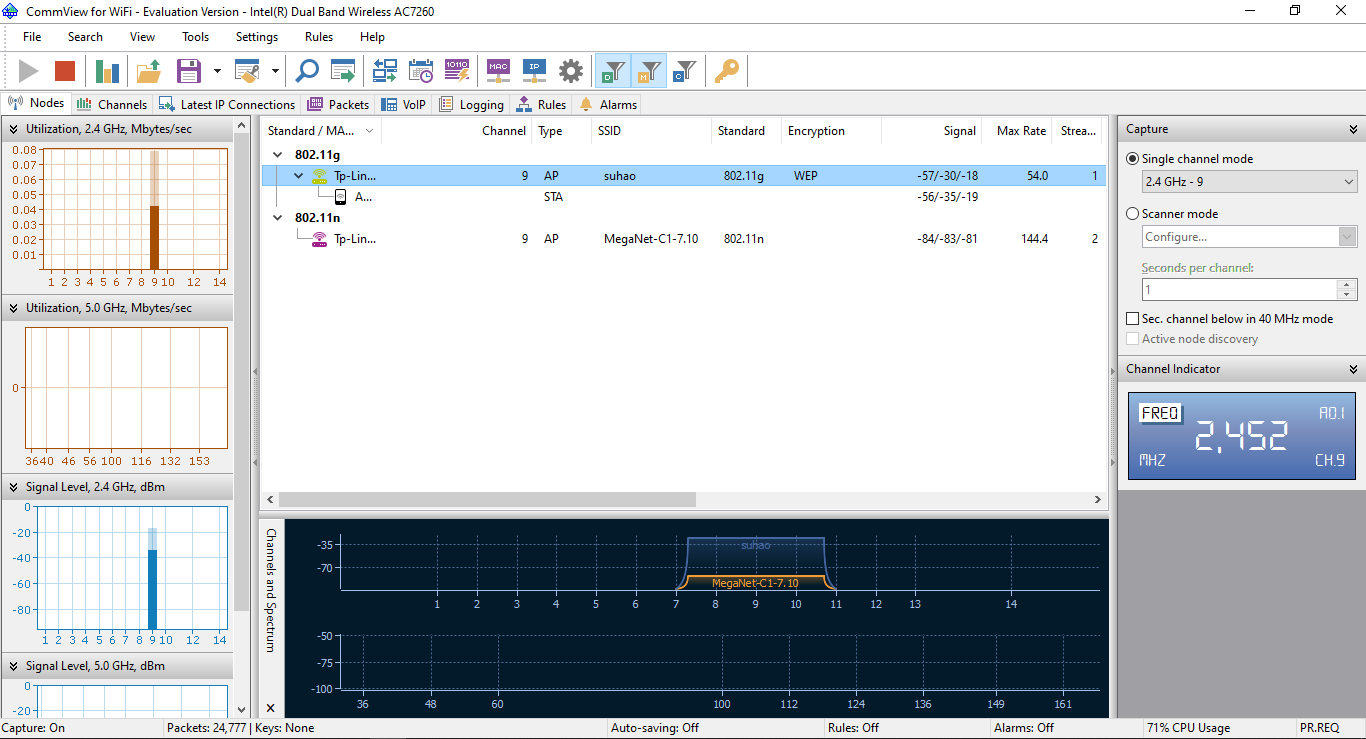 CommView for WiFi - Evaluation Version - Intel(R) Dual Band Wireless AC7260
File Search View Tools Settings Rules Help
10110 MAC IP D M C
Nodes Channels Latest IP Connections Packets VoIP Logging Rules Alarms
Utilization, 2.4 GHz, Mbytes/sec
0.08
0.07
0.06
0.05
0.04
0.03
0.02
0.01
1 2 3 4 5 6 7 8 9 10 12 14
Utilization, 5.0 GHz, Mbytes/sec
0
36 40 46 56 100 116 132 153
Signal Level, 2.4 GHz, dBm
0
-20
-40
-60
-80
1 2 3 4 5 6 7 8 9 10 12 14
Signal Level, 5.0 GHz, dBm
0
-20
Standard / MA... Channel Type SSID Standard Encryption Signal Max Rate Strea...
802.11g
Tp-Lin... 9 AP suhao 802.11g WEP -57/-30/-18 54.0 1
A... STA -56/-35/-19
802.11n
Tp-Lin... 9 AP MegaNet-C1-7.10 802.11n -84/-83/-81 144.4 2
Channels and Spectrum
-35
-70
suhao
MegaNet-C1-7.10
1 2 3 4 5 6 7 8 9 10 11 12 13 14
-50
-75
-100
36 48 60 100 112 124 136 149 161
Capture
Single channel mode
2.4 GHz - 9
Scanner mode
Configure...
Seconds per channel:
1
Sec. channel below in 40 MHz mode
Active node discovery
Channel Indicator
FREQ A0.1
2,452
MHZ CH.9
Capture: On Packets: 24,777 | Keys: None Auto-saving: Off Rules: Off Alarms: Off 71% CPU Usage PR.REQ